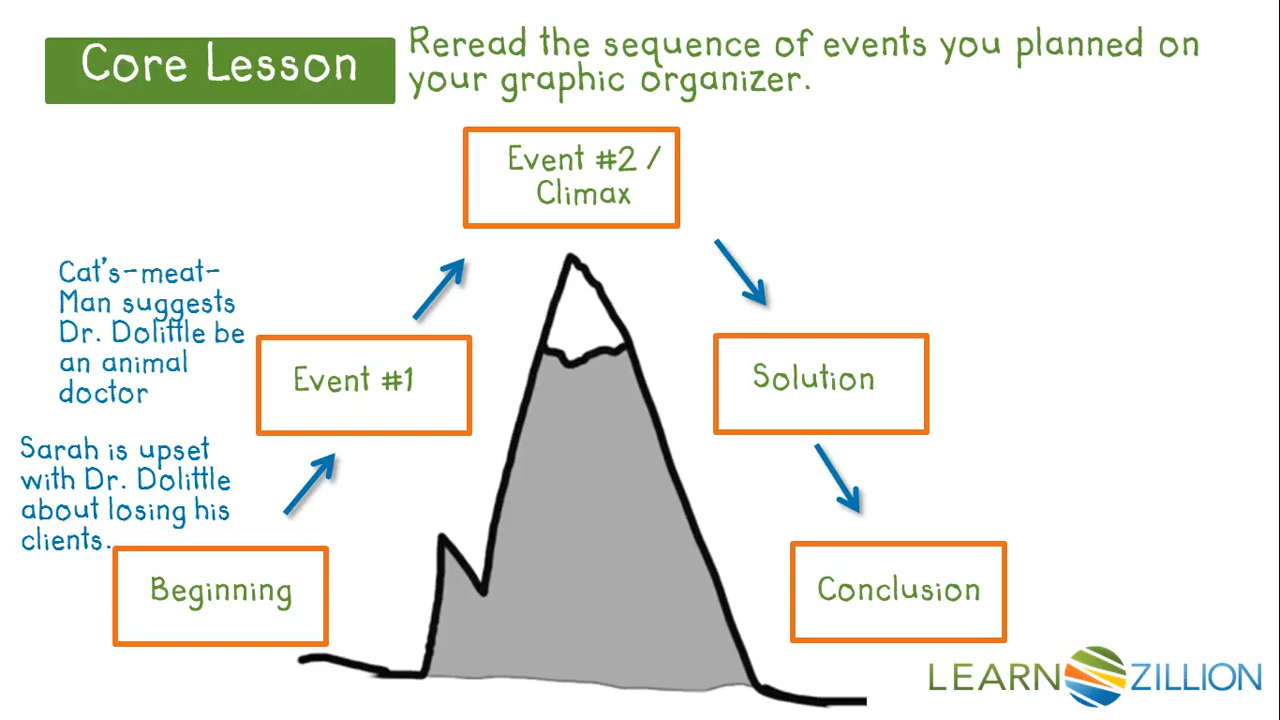 Core Lesson
Reread the sequence of events you planned on
your graphic organizer.
Event #2 /
Climax
Cat's-meat-
Man suggests
Dr. Dolittle be
an animal
doctor
Event #1
Solution
Sarah is upset
with Dr. Dolittle
about losing his
clients.
Beginning
Conclusion
LEARN ZILLION